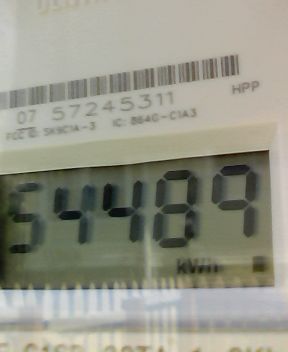 HPP
07 57245311
FCC ID: SK9C1A-3 IC: 864G-C1A3
54489
kWh